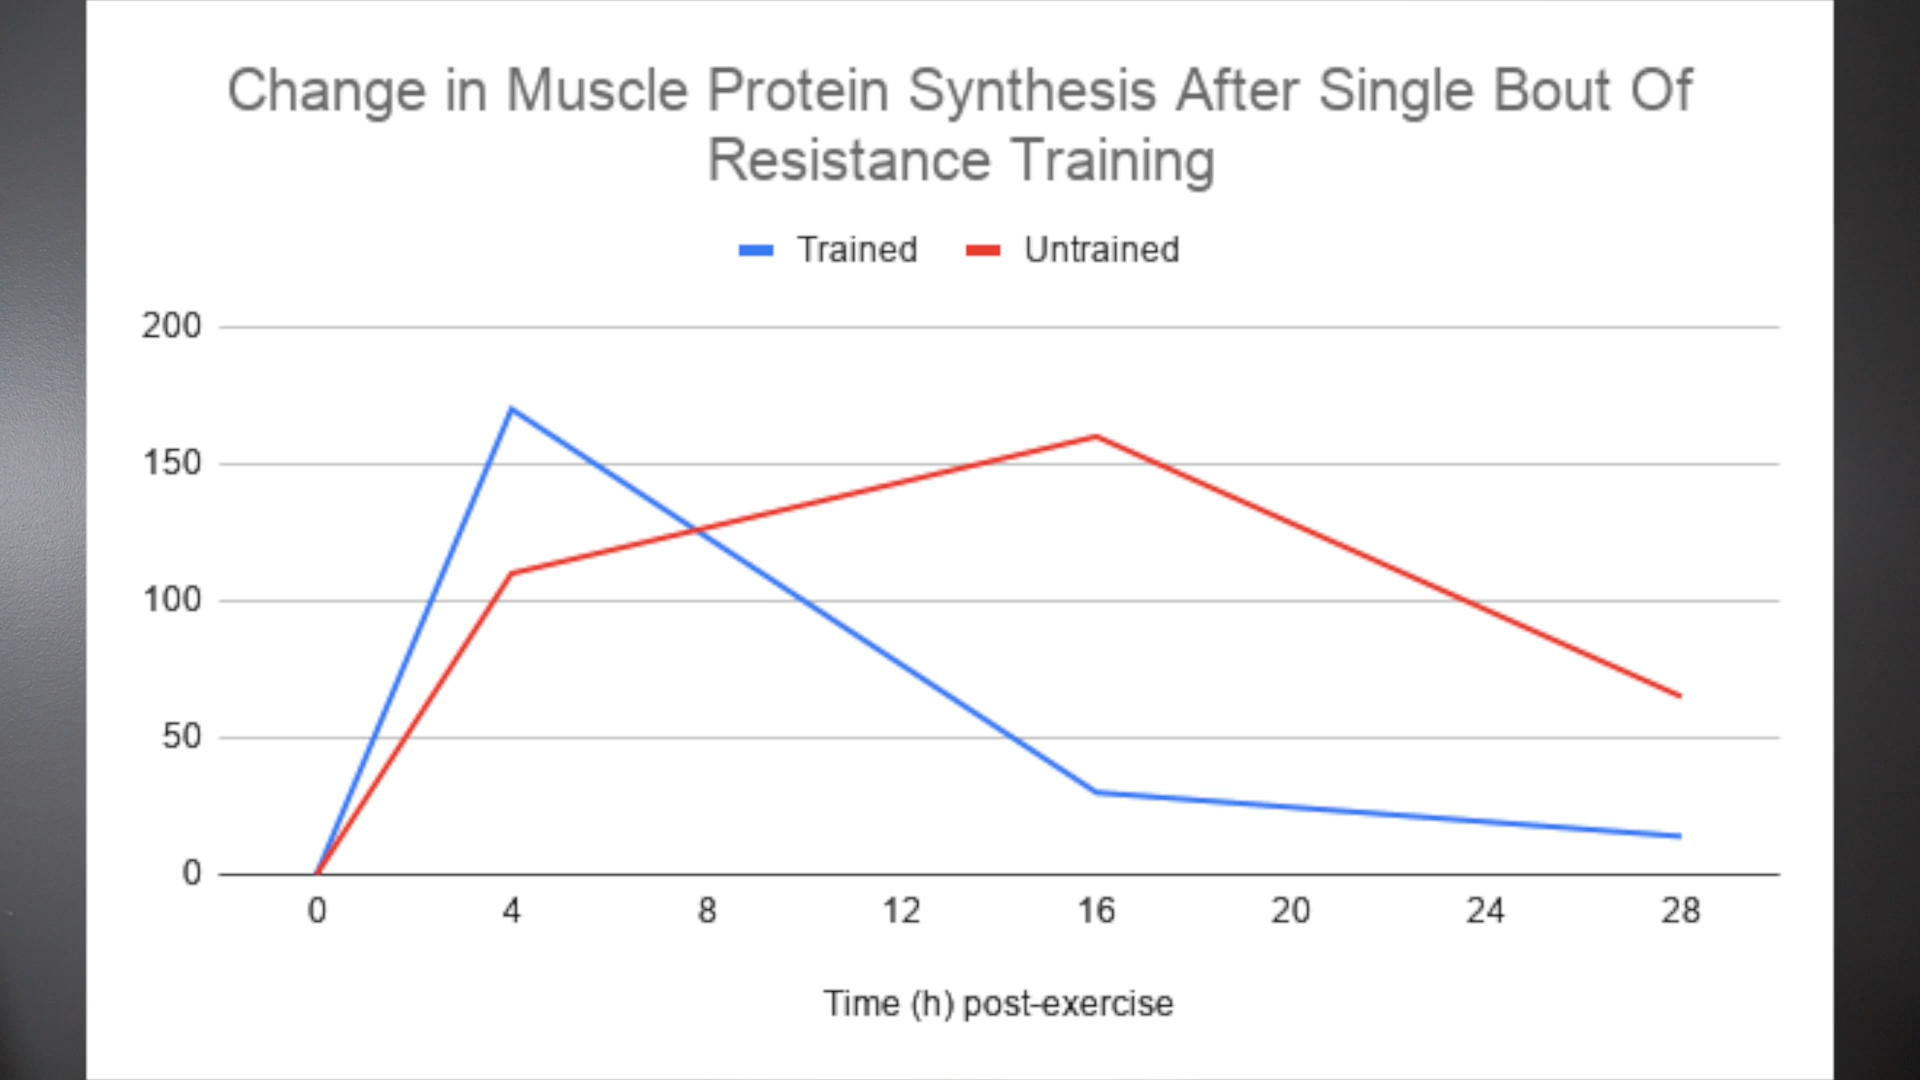 Change in Muscle Protein Synthesis After Single Bout Of
Resistance Training
Trained Untrained
200
150
100
50
0
0 4 8 12 16 20 24 28
Time (h) post-exercise